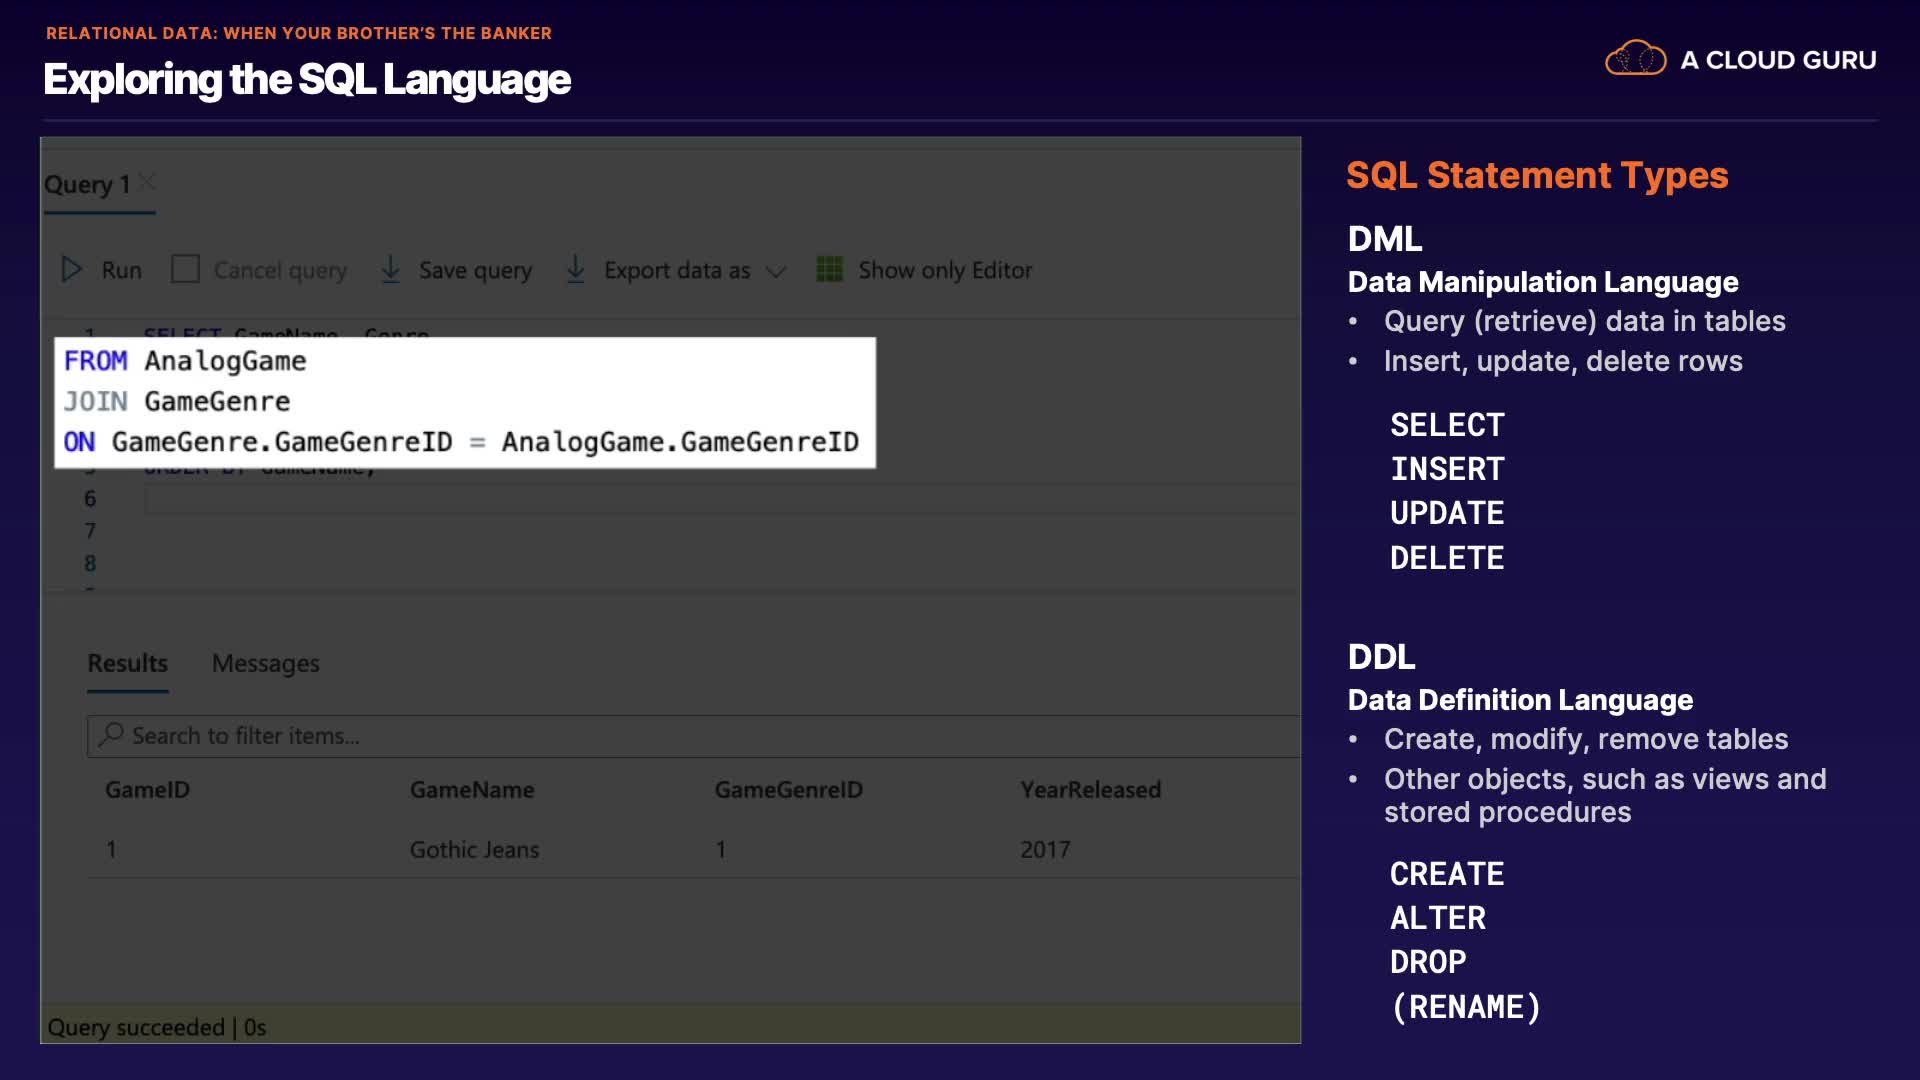 RELATIONAL DATA: WHEN YOUR BROTHER'S THE BANKER
Exploring the SQL Language
A CLOUD GURU
Query 1
Run
Cancel query
Save query
Export data as
Show only Editor
1 SELECT GameName, Genre
FROM AnalogGame
JOIN GameGenre
ON GameGenre.GameGenreID = AnalogGame.GameGenreID
5 ORDER BY GameName;
6
7
8
Results
Messages
Search to filter items...
GameID GameName GameGenreID YearReleased
1 Gothic Jeans 1 2017
Query succeeded | 0s
SQL Statement Types
DML
Data Manipulation Language
• Query (retrieve) data in tables
• Insert, update, delete rows
SELECT
INSERT
UPDATE
DELETE
DDL
Data Definition Language
• Create, modify, remove tables
• Other objects, such as views and
stored procedures
CREATE
ALTER
DROP
(RENAME)